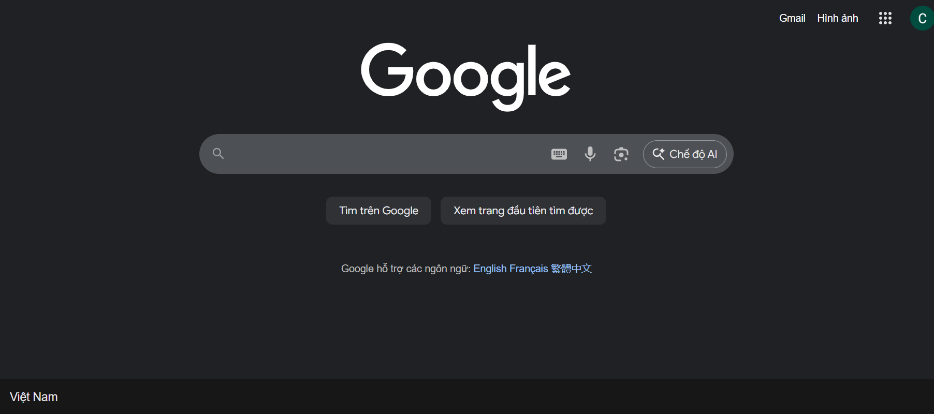 Gmail Hình ảnh
C
Google
Chế độ AI
Tìm trên Google
Xem trang đầu tiên tìm được
Google hỗ trợ các ngôn ngữ: English Français 繁體中文
Việt Nam